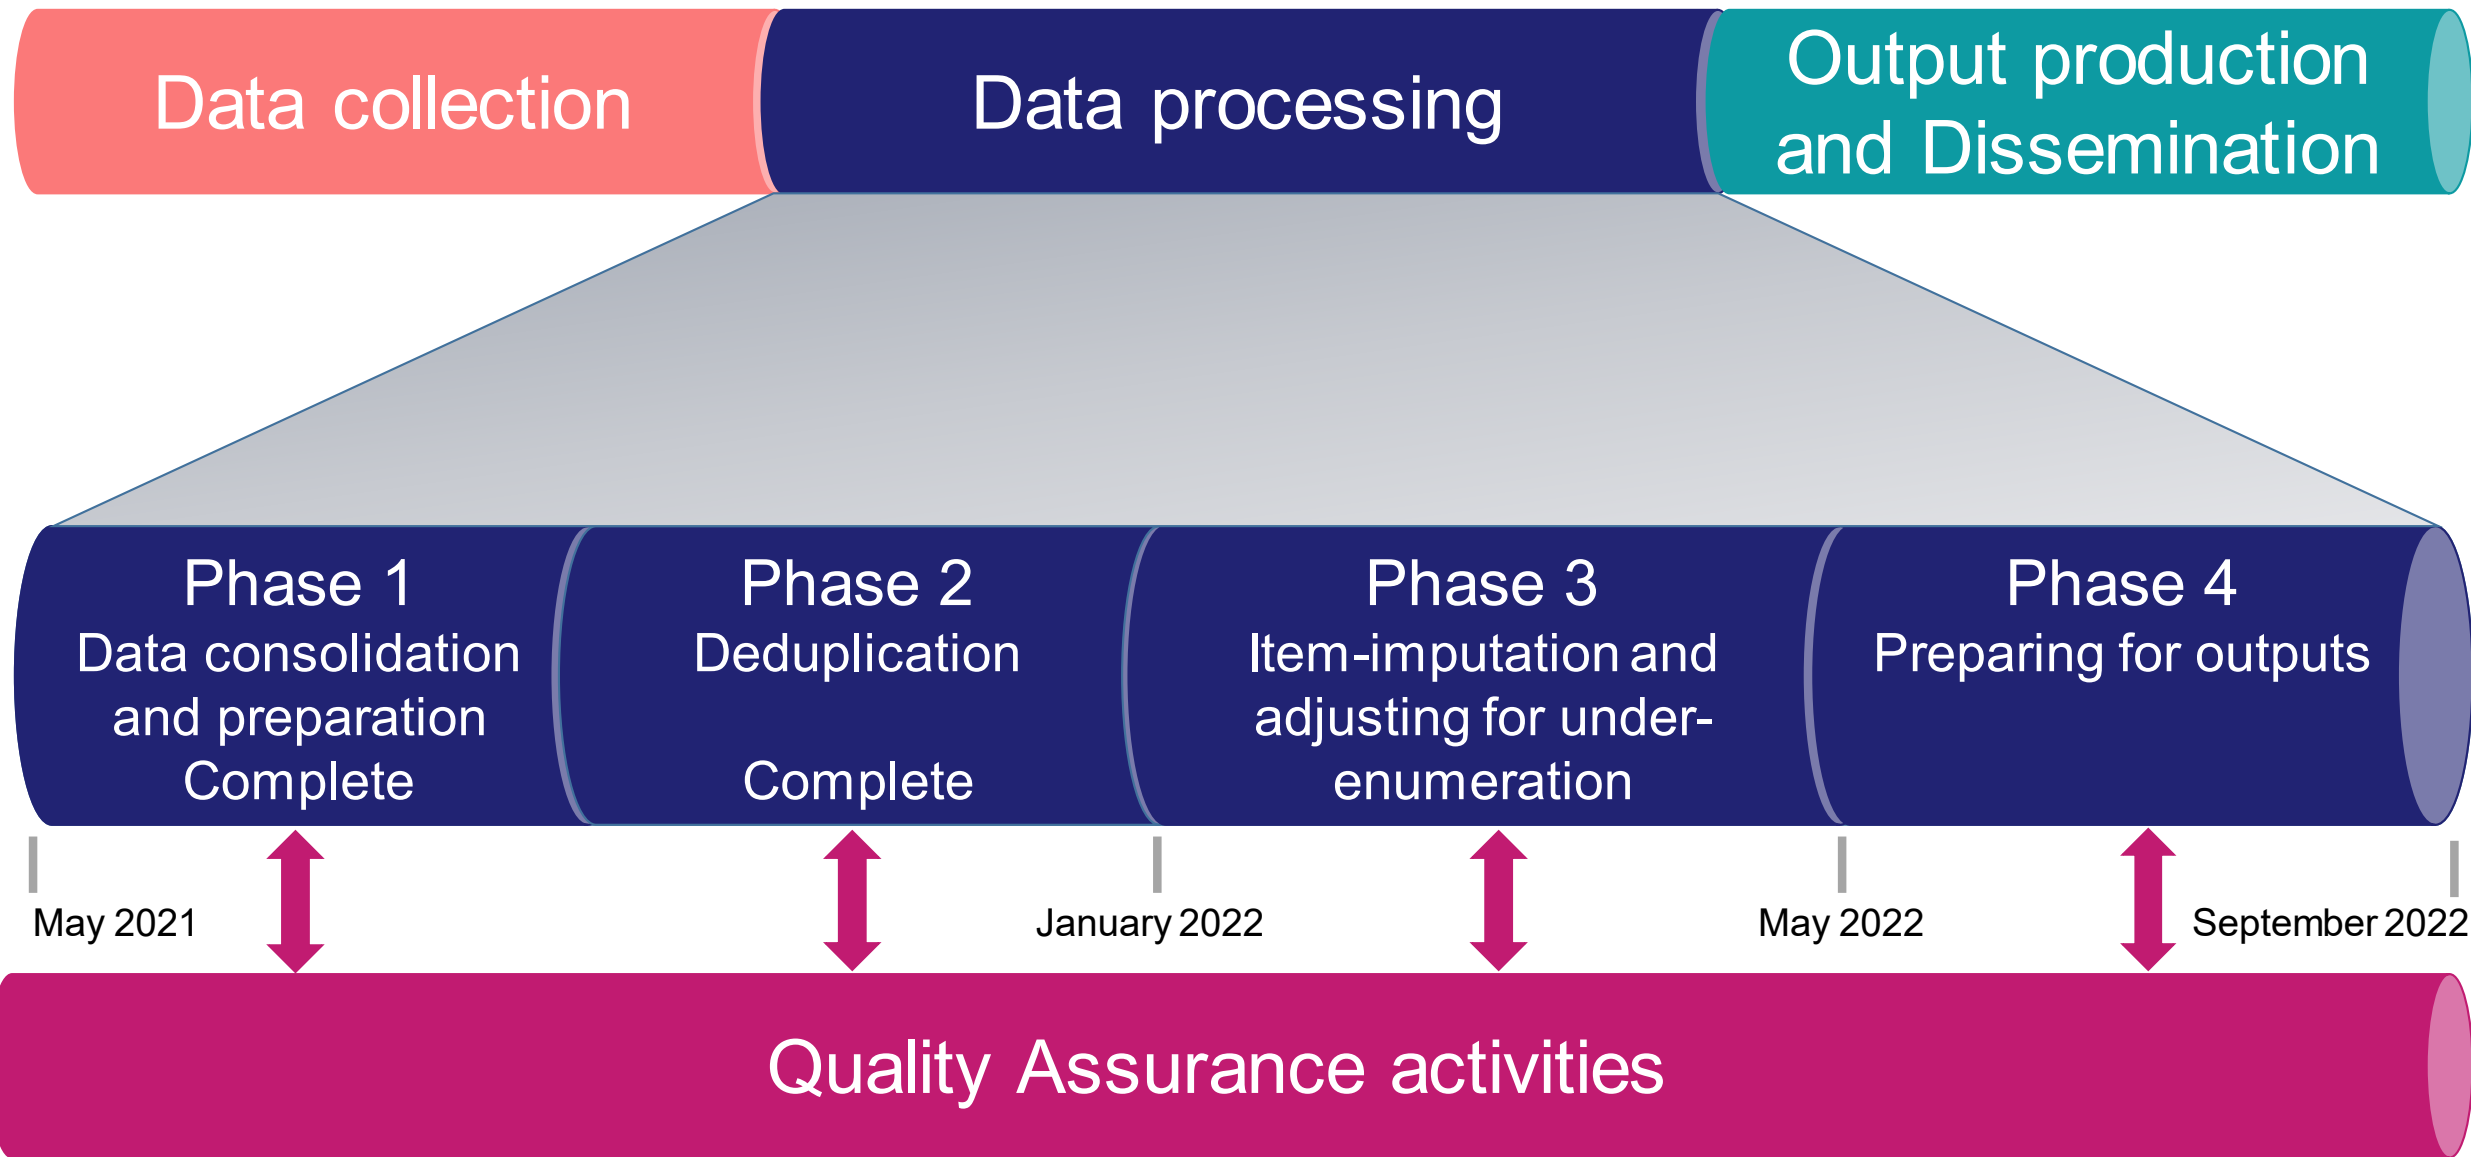 Data collection
Data processing
Output production
and Dissemination
Phase 1
Data consolidation
and preparation
Complete
Phase 2
Deduplication
Complete
Phase 3
Item-imputation and
adjusting for under-
enumeration
Phase 4
Preparing for outputs
May 2021
January 2022
May 2022
September 2022
Quality Assurance activities